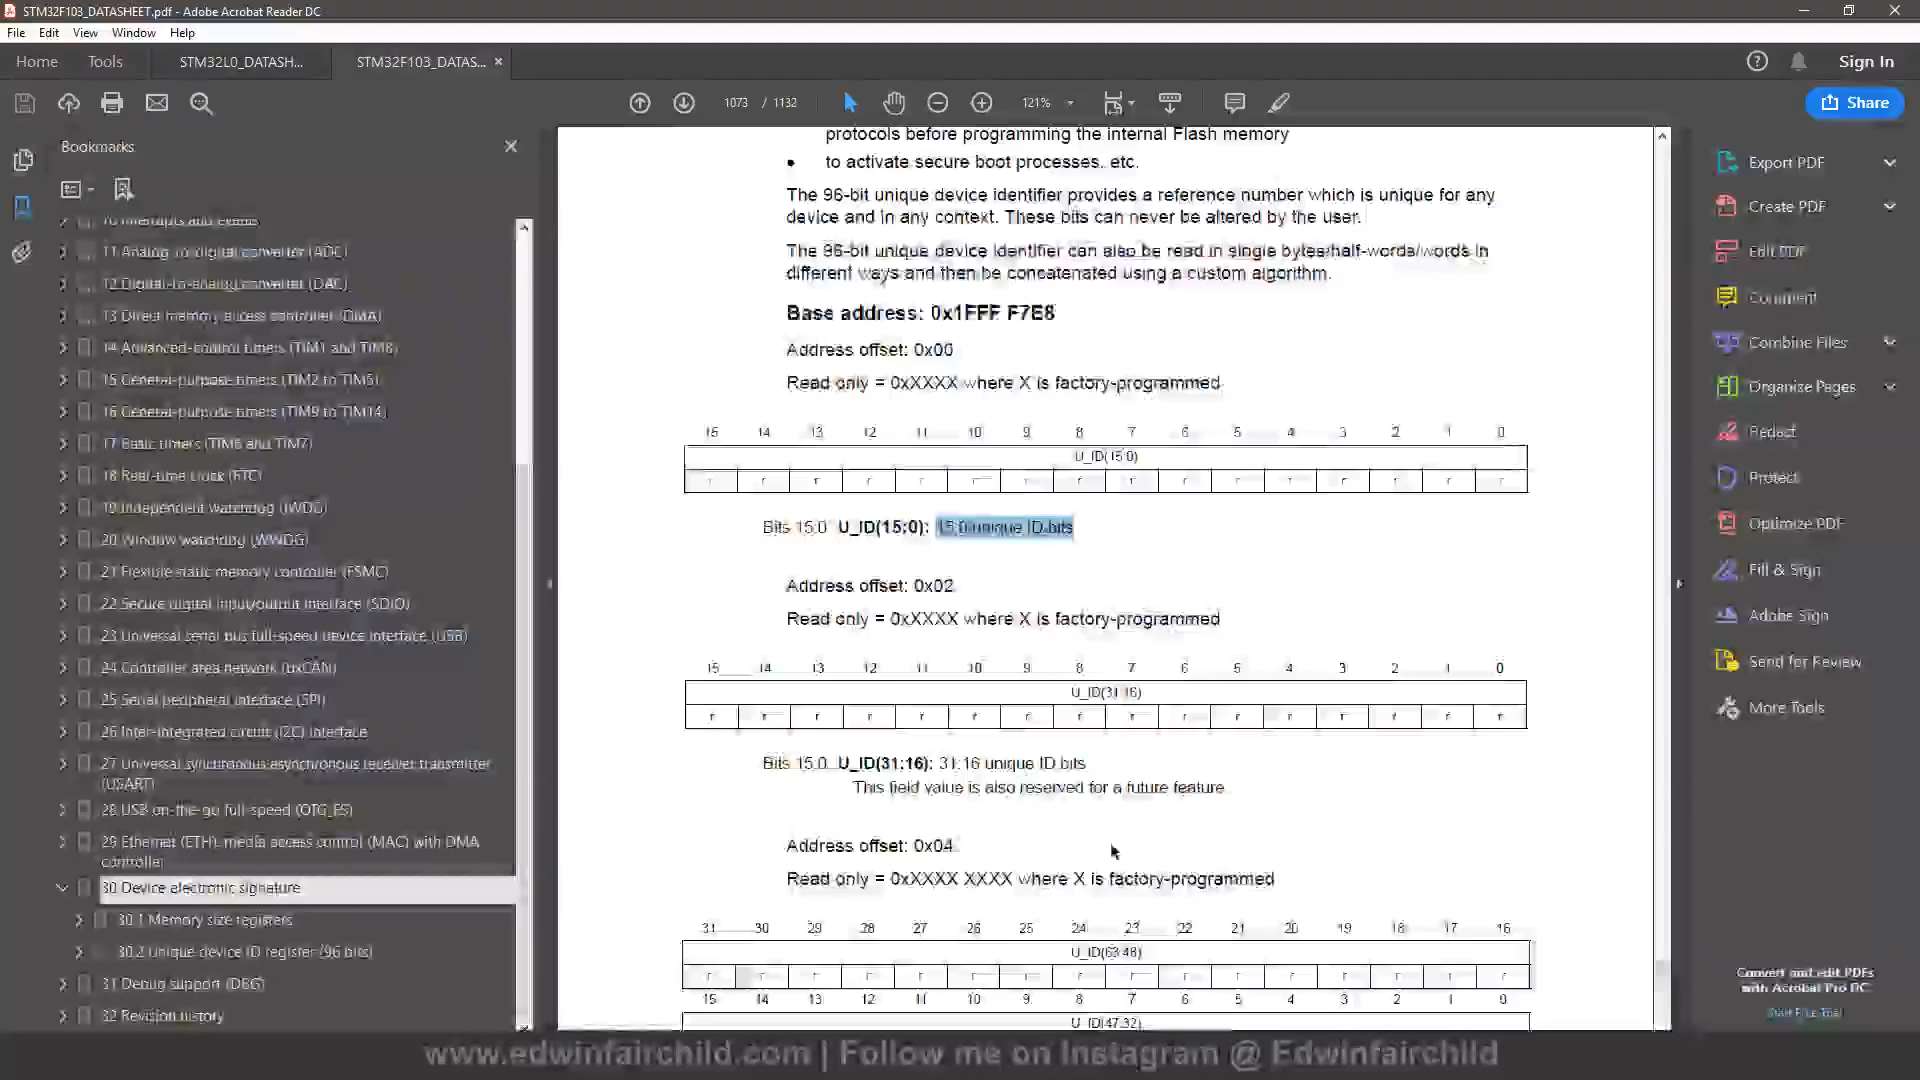 STM32F103_DATASHEET.pdf - Adobe Acrobat Reader DC
File Edit View Window Help
Home Tools STM32L0_DATASH... STM32F103_DATAS... ×
Sign In
1073 / 1132 121%
Share
Bookmarks
10 Interrupts and events
11 Analog-to-digital converter (ADC)
12 Digital-to-analog converter (DAC)
13 Direct memory access controller (DMA)
14 Advanced-control timers (TIM1 and TIM8)
15 General-purpose timers (TIM2 to TIM5)
16 General-purpose timers (TIM9 to TIM14)
17 Basic timers (TIM6 and TIM7)
18 Real-time clock (RTC)
19 Independent watchdog (IWDG)
20 Window watchdog (WWDG)
21 Flexible static memory controller (FSMC)
22 Secure digital input/output interface (SDIO)
23 Universal serial bus full-speed device interface (USB)
24 Controller area network (bxCAN)
25 Serial peripheral interface (SPI)
26 Inter-integrated circuit (I2C) interface
27 Universal synchronous asynchronous receiver transmitter
(USART)
28 USB on-the-go full-speed (OTG_FS)
29 Ethernet (ETH): media access control (MAC) with DMA
controller
30 Device electronic signature
30.1 Memory size registers
30.2 Unique device ID register (96 bits)
31 Debug support (DBG)
32 Revision history
protocols before programming the internal Flash memory
• to activate secure boot processes, etc.
The 96-bit unique device identifier provides a reference number which is unique for any
device and in any context. These bits can never be altered by the user.
The 96-bit unique device identifier can also be read in single bytes/half-words/words in
different ways and then be concatenated using a custom algorithm.
Base address: 0x1FFF F7E8
Address offset: 0x00
Read only = 0xXXXX where X is factory-programmed
15 14 13 12 11 10 9 8 7 6 5 4 3 2 1 0
U_ID(15:0)
r r r r r r r r r r r r r r r r
Bits 15:0 U_ID(15:0): 15:0 unique ID bits
Address offset: 0x02
Read only = 0xXXXX where X is factory-programmed
15 14 13 12 11 10 9 8 7 6 5 4 3 2 1 0
U_ID(31:16)
r r r r r r r r r r r r r r r r
Bits 15:0 U_ID(31:16): 31:16 unique ID bits
This field value is also reserved for a future feature
Address offset: 0x04
Read only = 0xXXXX XXXX where X is factory-programmed
31 30 29 28 27 26 25 24 23 22 21 20 19 18 17 16
U_ID(63:48)
r r r r r r r r r r r r r r r r
15 14 13 12 11 10 9 8 7 6 5 4 3 2 1 0
U_ID(47:32)
Export PDF
Create PDF
Edit PDF
Comment
Combine Files
Organize Pages
Redact
Protect
Optimize PDF
Fill & Sign
Adobe Sign
Send for Review
More Tools
Convert and edit PDFs
with Acrobat Pro DC
Start Free Trial
www.edwinfairchild.com | Follow me on Instagram @ Edwinfairchild